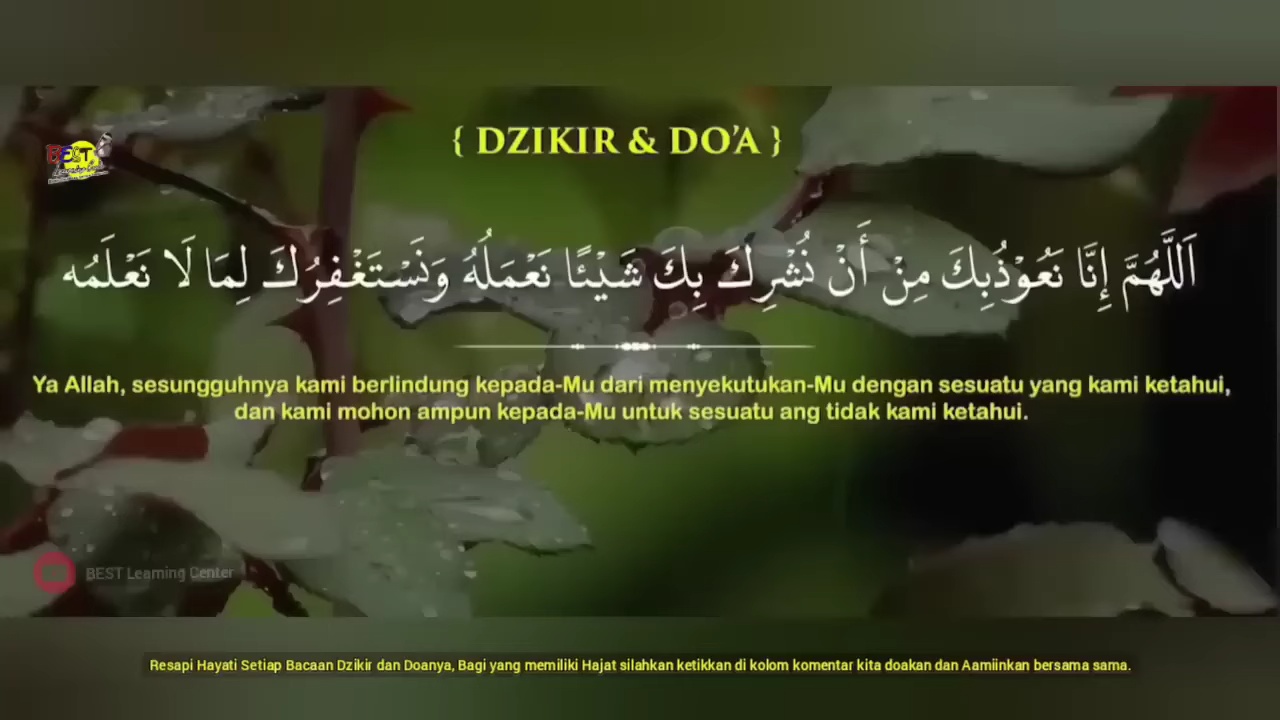 { DZIKIR & DO'A }
BEST
اَللَّهُمَّ إِنَّا نَعُوْذُبِكَ مِنْ أَنْ نُشْرِكَ بِكَ شَيْئًا نَعْمَلُهُ وَنَسْتَغْفِرُكَ لِمَا لَا نَعْلَمُه
Ya Allah, sesungguhnya kami berlindung kepada-Mu dari menyekutukan-Mu dengan sesuatu yang kami ketahui,
dan kami mohon ampun kepada-Mu untuk sesuatu ang tidak kami ketahui.
BEST Learning Center
Resapi Hayati Setiap Bacaan Dzikir dan Doanya, Bagi yang memiliki Hajat silahkan ketikkan di kolom komentar kita doakan dan Aamiinkan bersama sama.